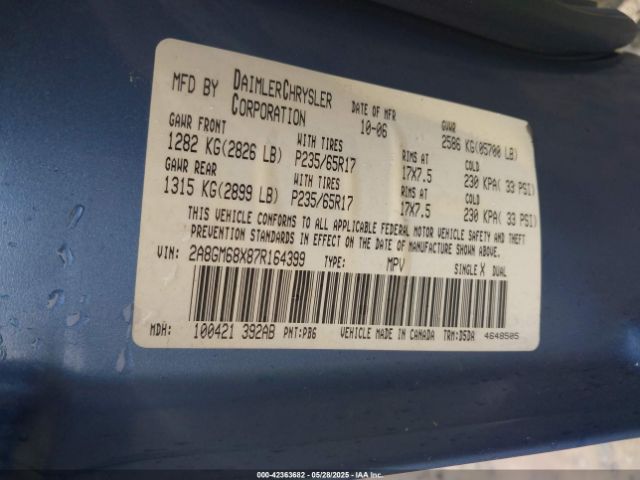 MFD BY DAIMLERCHRYSLER CORPORATION DATE OF MFR 10-06 GVWR 2586 KG(05700 LB)
GAWR FRONT WITH TIRES RIMS AT COLD
1282 KG(2826 LB) P235/65R17 17X7.5 230 KPA( 33 PSI)
GAWR REAR WITH TIRES RIMS AT COLD
1315 KG(2899 LB) P235/65R17 17X7.5 230 KPA( 33 PSI)
THIS VEHICLE CONFORMS TO ALL APPLICABLE FEDERAL MOTOR VEHICLE SAFETY AND THEFT
PREVENTION STANDARDS IN EFFECT ON THE DATE OF MANUFACTURE SHOWN ABOVE.
VIN: 2A8GM68X87R164399 TYPE: MPV SINGLE X DUAL
MDH: 100421 392AB PNT:PB6 VEHICLE MADE IN CANADA TRM:D5DA 4648505
000-42363682 - 05/28/2025 - IAA Inc.